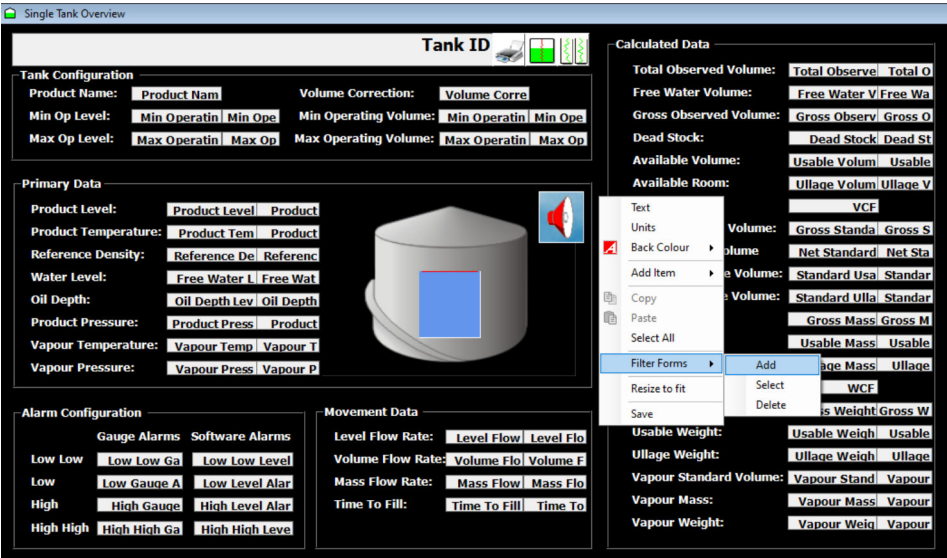 Single Tank Overview
Tank ID
Tank Configuration
Product Name: Product Nam Volume Correction: Volume Corre
Min Op Level: Min Operatin Min Ope Min Operating Volume: Min Operatin Min Ope
Max Op Level: Max Operatin Max Op Max Operating Volume: Max Operatin Max Op
Primary Data
Product Level: Product Level Product
Product Temperature: Product Tem Product
Reference Density: Reference De Referenc
Water Level: Free Water L Free Wat
Oil Depth: Oil Depth Lev Oil Depth
Product Pressure: Product Press Product
Vapour Temperature: Vapour Temp Vapour T
Vapour Pressure: Vapour Press Vapour P
Alarm Configuration
Gauge Alarms Software Alarms
Low Low Low Low Ga Low Low Level
Low Low Gauge A Low Level Alar
High High Gauge High Level Alar
High High High High Ga High High Leve
Movement Data
Level Flow Rate: Level Flow Level Flo
Volume Flow Rate: Volume Flo Volume F
Mass Flow Rate: Mass Flow Mass Flo
Time To Fill: Time To Fill Time To
Calculated Data
Total Observed Volume: Total Observe Total O
Free Water Volume: Free Water V Free Wa
Gross Observed Volume: Gross Observ Gross O
Dead Stock: Dead Stock Dead St
Available Volume: Usable Volum Usable
Available Room: Ullage Volum Ullage V
VCF
Volume: Gross Standa Gross S
olume Net Standard Net Sta
e Volume: Standard Usa Standar
e Volume: Standard Ulla Standar
Gross Mass Gross M
Usable Mass Usable
age Mass Ullage
WCF
ss Weight Gross W
Usable Weight: Usable Weigh Usable
Ullage Weight: Ullage Weigh Ullage
Vapour Standard Volume: Vapour Stand Vapour
Vapour Mass: Vapour Mass Vapour
Vapour Weight: Vapour Weig Vapour
Text
Units
Back Colour
Add Item
Copy
Paste
Select All
Filter Forms
Resize to fit
Save
Add
Select
Delete